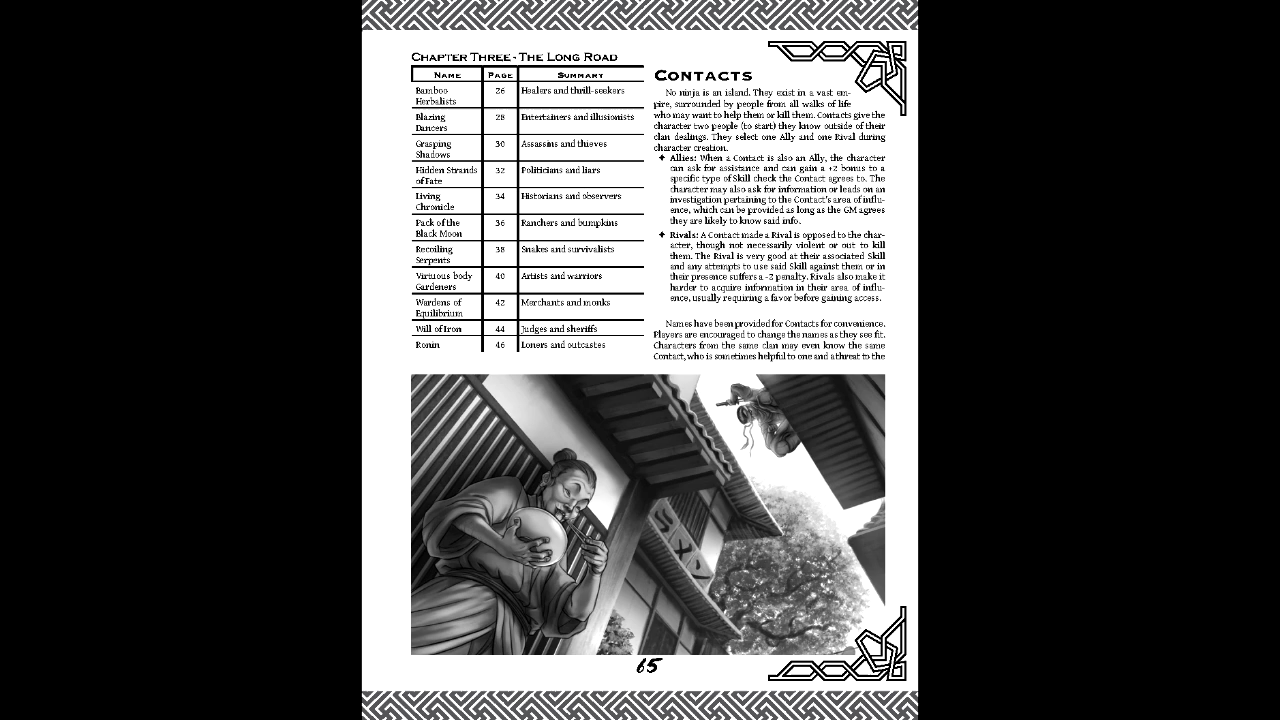 Chapter Three - The Long Road
Name Page Summary
Bamboo
Herbalists 26 Healers and thrill-seekers
Blazing
Dancers 28 Entertainers and illusionists
Grasping
Shadows 30 Assassins and thieves
Hidden Strands
of Fate 32 Politicians and liars
Living
Chronicle 34 Historians and observers
Pack of the
Black Moon 36 Ranchers and bumpkins
Recoiling
Serpents 38 Snakes and survivalists
Virtuous body
Gardeners 40 Artists and warriors
Wardens of
Equilibrium 42 Merchants and monks
Will of Iron 44 Judges and sheriffs
Ronin 46 Loners and outcastes
Contacts
No ninja is an island. They exist in a vast em-
pire, surrounded by people from all walks of life
who may want to help them or kill them. Contacts give the
character two people (to start) they know outside of their
clan dealings. They select one Ally and one Rival during
character creation.
✦ Allies: When a Contact is also an Ally, the character
can ask for assistance and can gain a +2 bonus to a
specific type of Skill check the Contact agrees to. The
character may also ask for information or leads on an
investigation pertaining to the Contact's area of influ-
ence, which can be provided as long as the GM agrees
they are likely to know said info.
✦ Rivals: A Contact made a Rival is opposed to the char-
acter, though not necessarily violent or out to kill
them. The Rival is very good at their associated Skill
and any attempts to use said Skill against them or in
their presence suffers a -2 penalty. Rivals also make it
harder to acquire information in their area of influ-
ence, usually requiring a favor before gaining access.
Names have been provided for Contacts for convenience.
Players are encouraged to change the names as they see fit.
Characters from the same clan may even know the same
Contact, who is sometimes helpful to one and a threat to the
ラメン
65